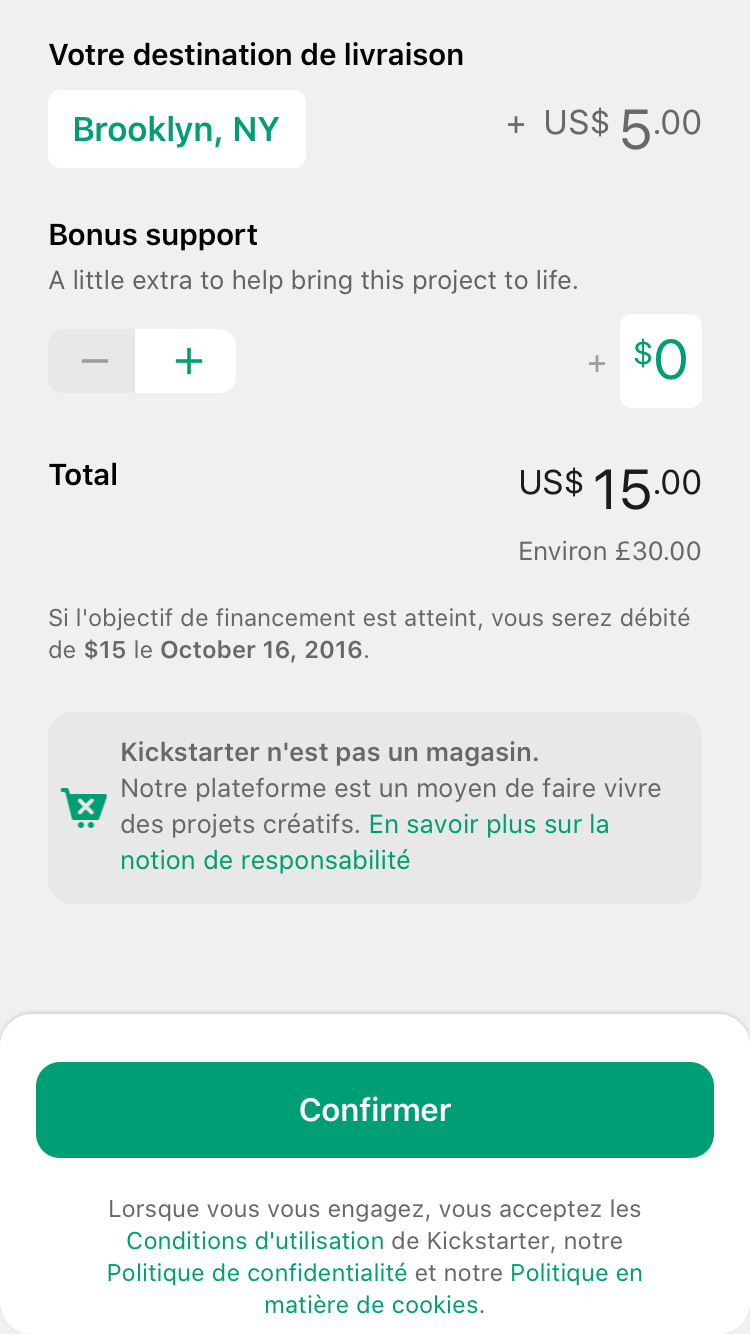 Votre destination de livraison
Brooklyn, NY
+ US$ 5.00
Bonus support
A little extra to help bring this project to life.
− +
+ $0
Total
US$ 15.00
Environ £30.00
Si l'objectif de financement est atteint, vous serez débité
de $15 le October 16, 2016.
Kickstarter n'est pas un magasin.
Notre plateforme est un moyen de faire vivre
des projets créatifs. En savoir plus sur la
notion de responsabilité
Confirmer
Lorsque vous vous engagez, vous acceptez les
Conditions d'utilisation de Kickstarter, notre
Politique de confidentialité et notre Politique en
matière de cookies.